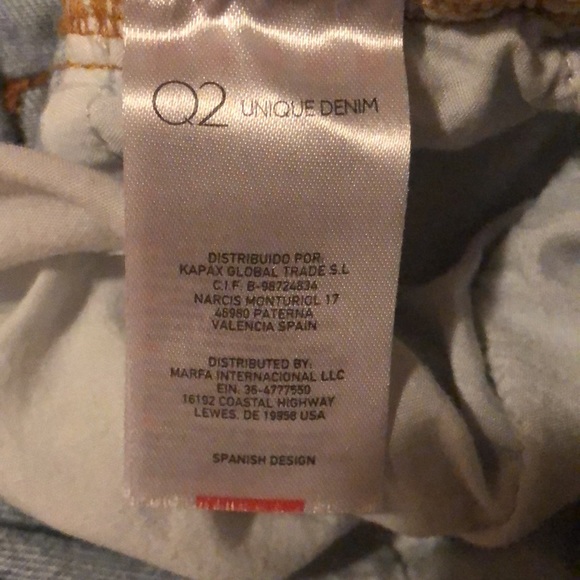 Q2 UNIQUE DENIM
DISTRIBUIDO POR:
KAPAX GLOBAL TRADE S.L
C.I.F. B-98724834
NARCIS MONTURIOL 17
46980 PATERNA
VALENCIA SPAIN
DISTRIBUTED BY:
MARFA INTERNACIONAL LLC
EIN: 36-4777550
16192 COASTAL HIGHWAY
LEWES. DE 19958 USA
SPANISH DESIGN